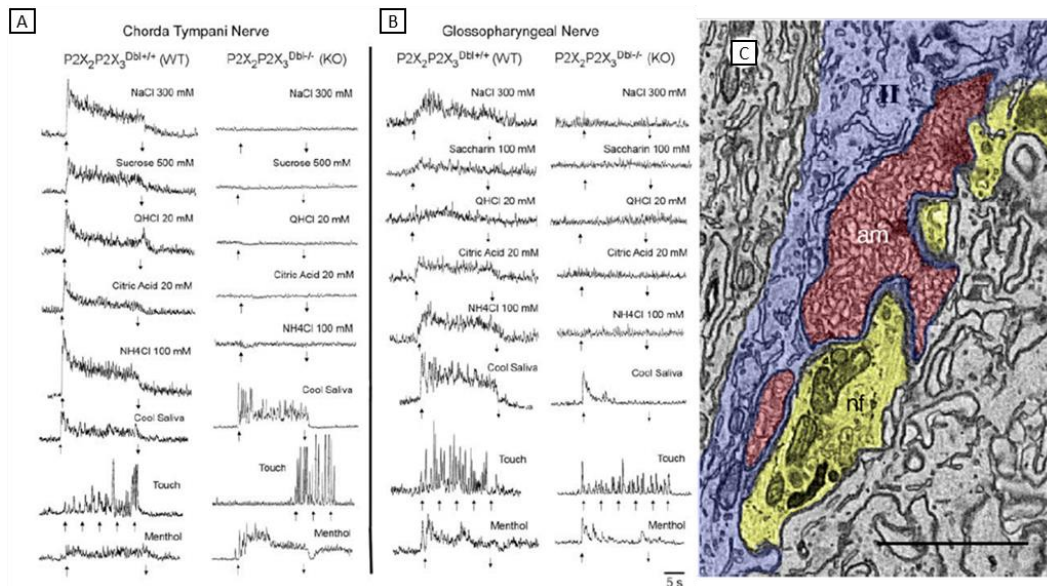 A
Chorda Tympani Nerve
P2X2P2X3Dbl+/+ (WT)
P2X2P2X3Dbl-/- (KO)
NaCl 300 mM
NaCl 300 mM
Sucrose 500 mM
Sucrose 500 mM
QHCl 20 mM
QHCl 20 mM
Citric Acid 20 mM
Citric Acid 20 mM
NH4Cl 100 mM
NH4Cl 100 mM
Cool Saliva
Cool Saliva
Touch
Touch
Menthol
Menthol
B
Glossopharyngeal Nerve
P2X2P2X3Dbl+/+ (WT)
P2X2P2X3Dbl-/- (KO)
NaCl 300 mM
NaCl 300 mM
Saccharin 100 mM
Saccharin 100 mM
QHCl 20 mM
QHCl 20 mM
Citric Acid 20 mM
Citric Acid 20 mM
NH4Cl 100 mM
NH4Cl 100 mM
Cool Saliva
Cool Saliva
Touch
Touch
Menthol
Menthol
5 s
C
II
am
nf